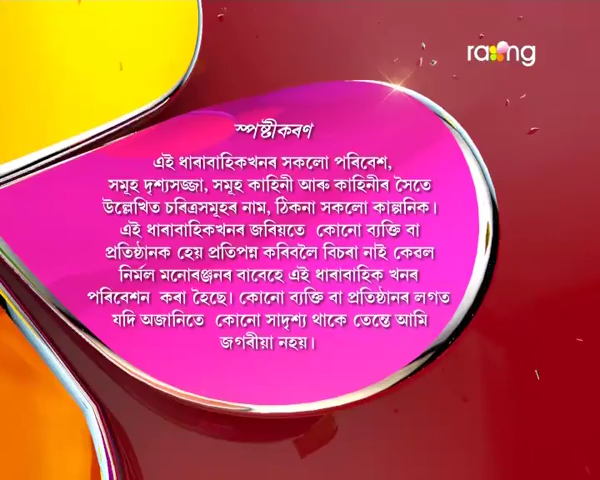 rang
স্পষ্টীকৰণ
এই ধাৰাবাহিকখনৰ সকলো পৰিবেশ,
সমূহ দৃশ্যসজ্জা, সমূহ কাহিনী আৰু কাহিনীৰ সৈতে
উল্লেখিত চৰিত্ৰসমূহৰ নাম, ঠিকনা সকলো কাল্পনিক।
এই ধাৰাবাহিকখনৰ জৰিয়তে কোনো ব্যক্তি বা
প্ৰতিষ্ঠানক হেয় প্ৰতিপন্ন কৰিবলৈ বিচৰা নাই কেৱল
নিৰ্মল মনোৰঞ্জনৰ বাবেহে এই ধাৰাবাহিক খনৰ
পৰিবেশন কৰা হৈছে। কোনো ব্যক্তি বা প্ৰতিষ্ঠানৰ লগত
যদি অজানিতে কোনো সাদৃশ্য থাকে তেন্তে আমি
জগৰীয়া নহয়।